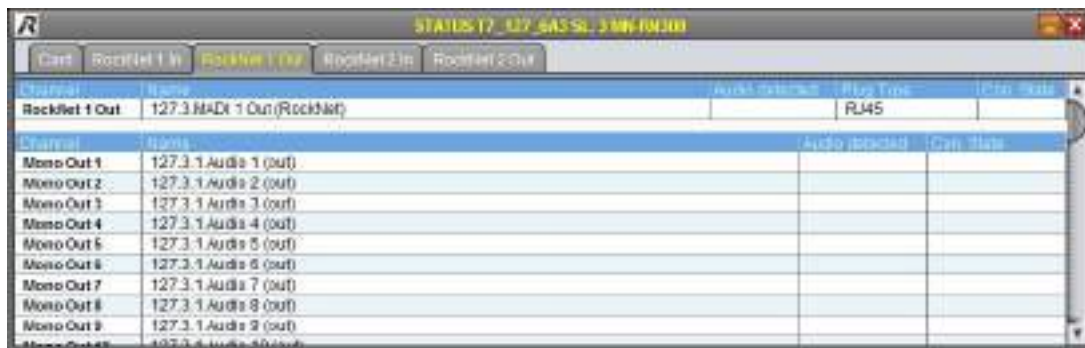 R
STATUS T7_127_6A3 SL. 3 MN-RN300
Card RockNet 1 In RockNet 1 Out RockNet 2 In RockNet 2 Out
Channel Name Audio detected Plug Type Con. State
RockNet 1 Out 127.3.MADI 1 Out (RockNet) RJ45
Channel Name Audio detected Con. State
Mono Out 1 127.3.1.Audio 1 (out)
Mono Out 2 127.3.1.Audio 2 (out)
Mono Out 3 127.3.1.Audio 3 (out)
Mono Out 4 127.3.1.Audio 4 (out)
Mono Out 5 127.3.1.Audio 5 (out)
Mono Out 6 127.3.1.Audio 6 (out)
Mono Out 7 127.3.1.Audio 7 (out)
Mono Out 8 127.3.1.Audio 8 (out)
Mono Out 9 127.3.1.Audio 9 (out)